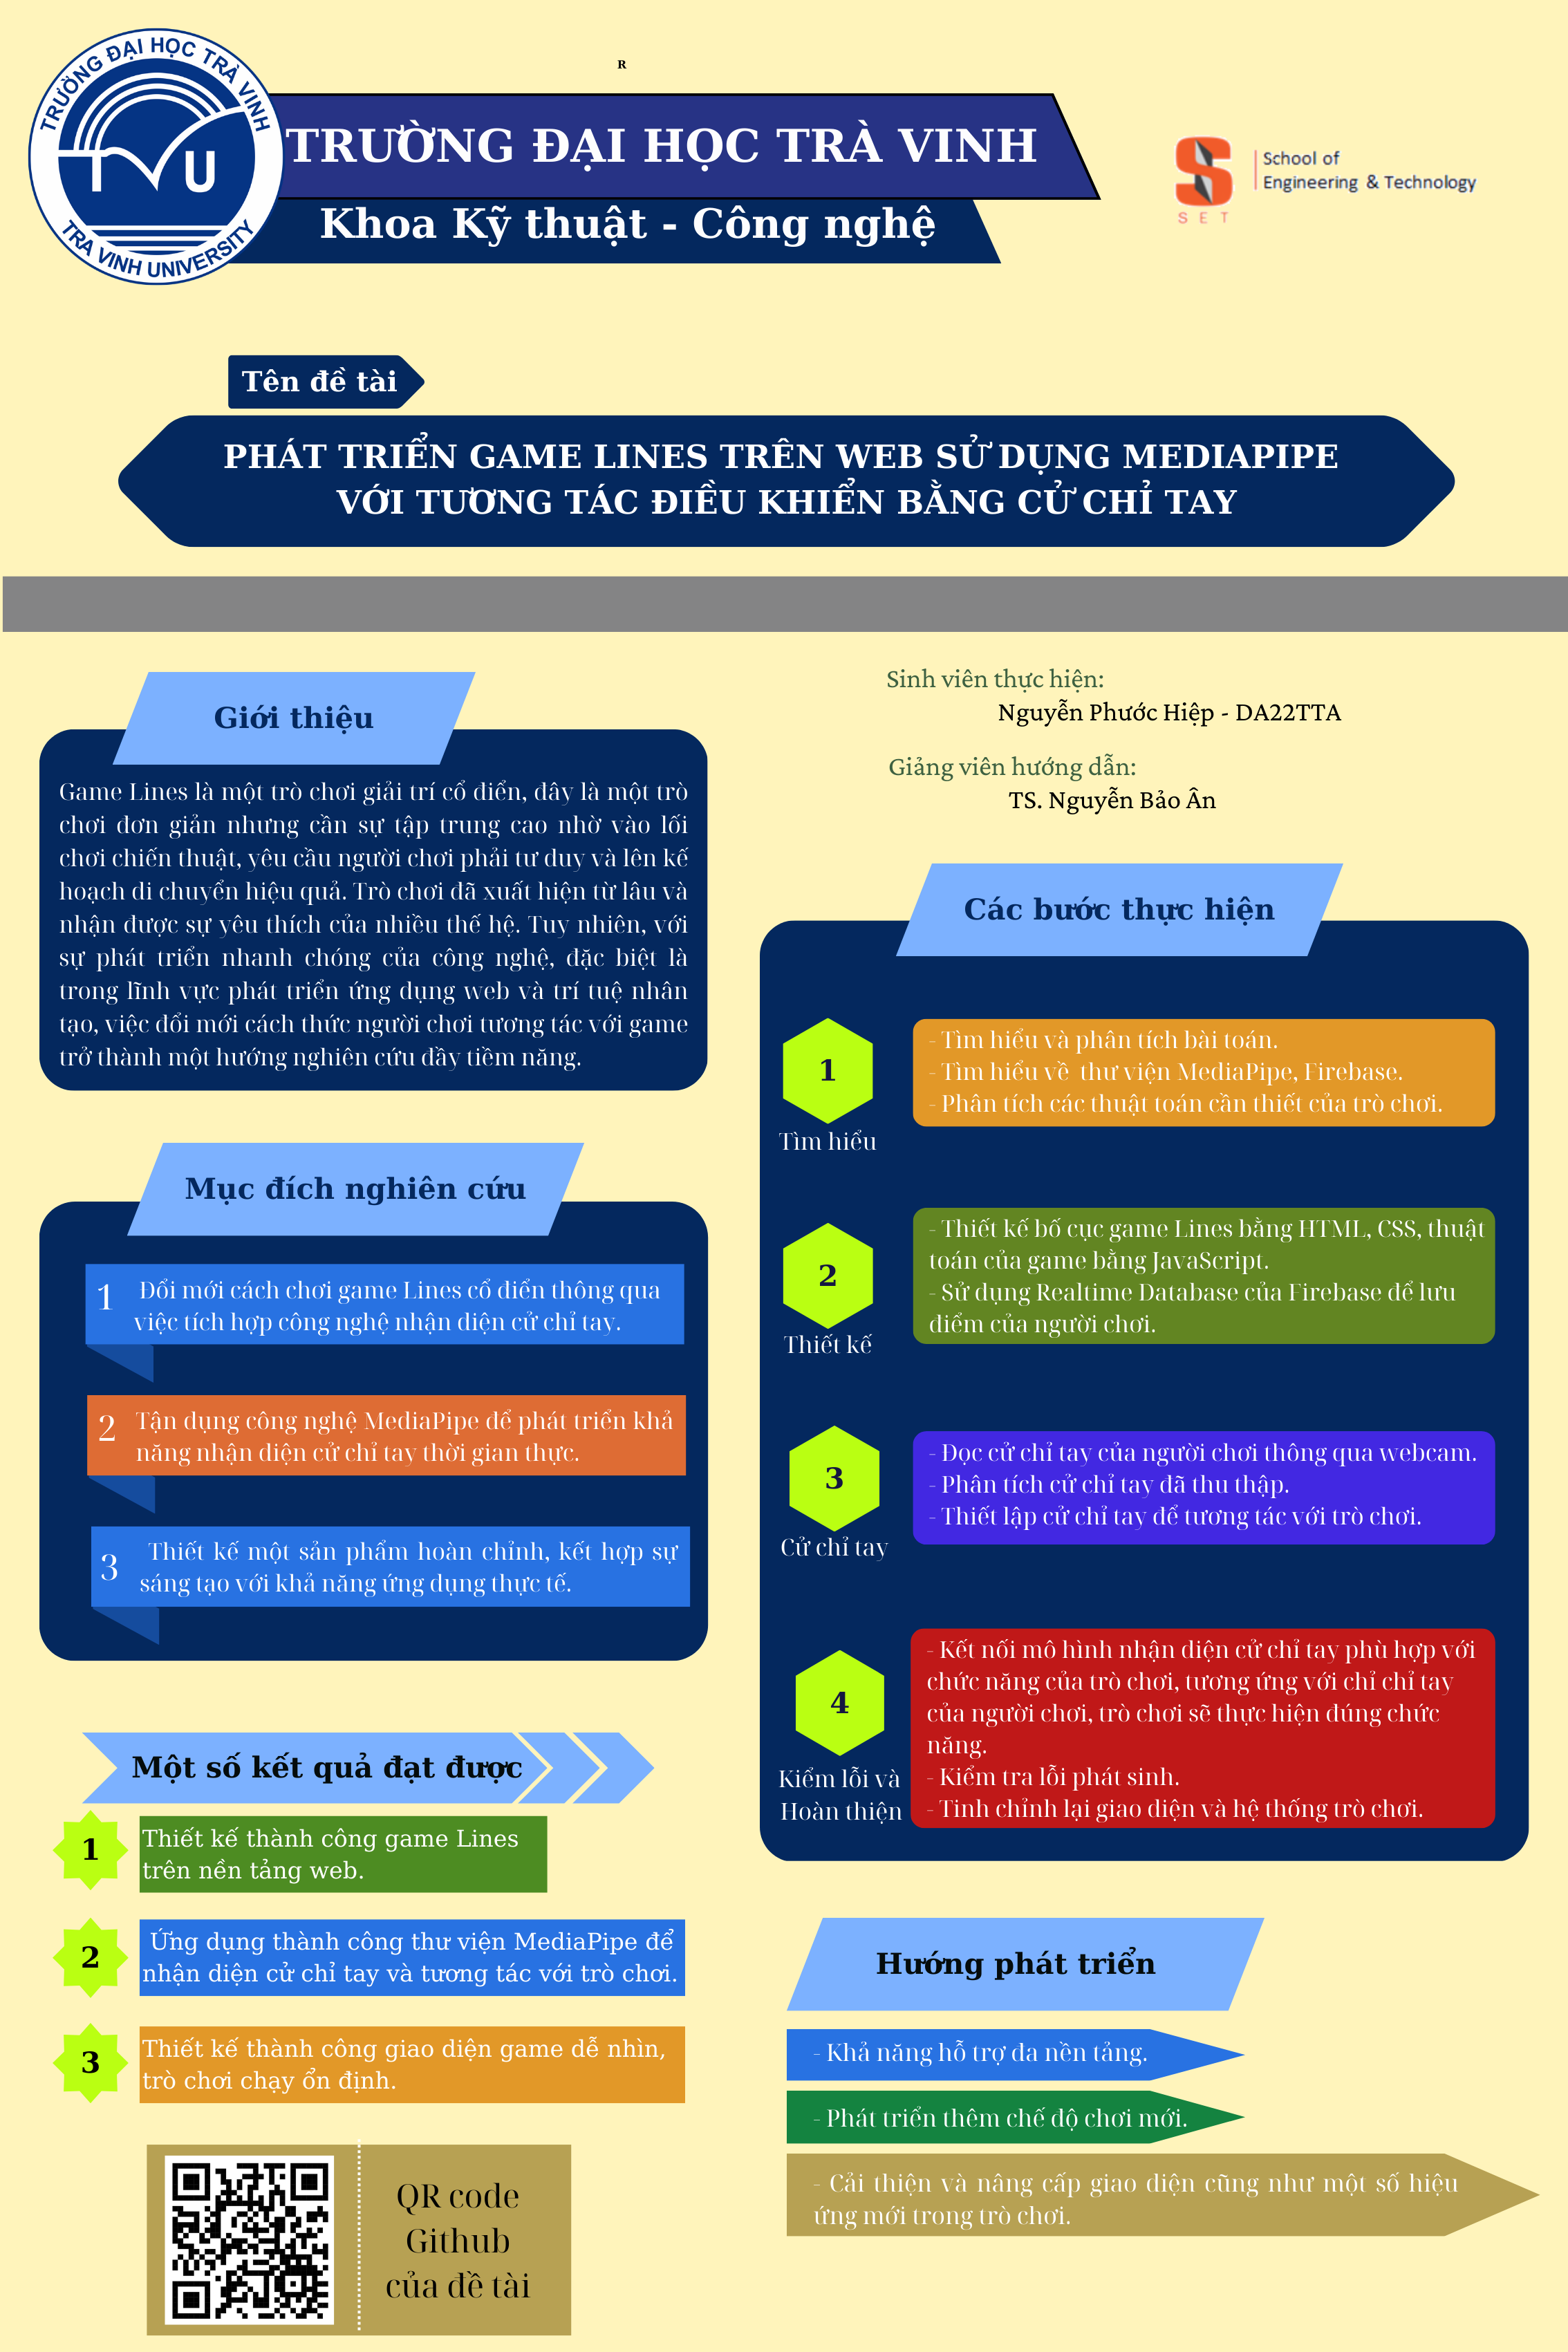 R
TRƯỜNG ĐẠI HỌC TRÀ VINH
T U
TRA VINH UNIVERSITY
TRƯỜNG ĐẠI HỌC TRÀ VINH
Khoa Kỹ thuật - Công nghệ
SET
School of
Engineering & Technology
Tên đề tài
PHÁT TRIỂN GAME LINES TRÊN WEB SỬ DỤNG MEDIAPIPE
VỚI TƯƠNG TÁC ĐIỀU KHIỂN BẰNG CỬ CHỈ TAY
Sinh viên thực hiện:
Nguyễn Phước Hiệp - DA22TTA
Giảng viên hướng dẫn:
TS. Nguyễn Bảo Ân
Giới thiệu
Game Lines là một trò chơi giải trí cổ điển, đây là một trò
chơi đơn giản nhưng cần sự tập trung cao nhờ vào lối
chơi chiến thuật, yêu cầu người chơi phải tư duy và lên kế
hoạch di chuyển hiệu quả. Trò chơi đã xuất hiện từ lâu và
nhận được sự yêu thích của nhiều thế hệ. Tuy nhiên, với
sự phát triển nhanh chóng của công nghệ, đặc biệt là
trong lĩnh vực phát triển ứng dụng web và trí tuệ nhân
tạo, việc đổi mới cách thức người chơi tương tác với game
trở thành một hướng nghiên cứu đầy tiềm năng.
Mục đích nghiên cứu
1
Đổi mới cách chơi game Lines cổ điển thông qua
việc tích hợp công nghệ nhận diện cử chỉ tay.
2
Tận dụng công nghệ MediaPipe để phát triển khả
năng nhận diện cử chỉ tay thời gian thực.
3
Thiết kế một sản phẩm hoàn chỉnh, kết hợp sự
sáng tạo với khả năng ứng dụng thực tế.
Một số kết quả đạt được
1
Thiết kế thành công game Lines
trên nền tảng web.
2
Ứng dụng thành công thư viện MediaPipe để
nhận diện cử chỉ tay và tương tác với trò chơi.
3
Thiết kế thành công giao diện game dễ nhìn,
trò chơi chạy ổn định.
QR code
Github
của đề tài
Các bước thực hiện
1
Tìm hiểu
- Tìm hiểu và phân tích bài toán.
- Tìm hiểu về thư viện MediaPipe, Firebase.
- Phân tích các thuật toán cần thiết của trò chơi.
2
Thiết kế
- Thiết kế bố cục game Lines bằng HTML, CSS, thuật
toán của game bằng JavaScript.
- Sử dụng Realtime Database của Firebase để lưu
điểm của người chơi.
3
Cử chỉ tay
- Đọc cử chỉ tay của người chơi thông qua webcam.
- Phân tích cử chỉ tay đã thu thập.
- Thiết lập cử chỉ tay để tương tác với trò chơi.
4
Kiểm lỗi và
Hoàn thiện
- Kết nối mô hình nhận diện cử chỉ tay phù hợp với
chức năng của trò chơi, tương ứng với chỉ chỉ tay
của người chơi, trò chơi sẽ thực hiện đúng chức
năng.
- Kiểm tra lỗi phát sinh.
- Tinh chỉnh lại giao diện và hệ thống trò chơi.
Hướng phát triển
- Khả năng hỗ trợ đa nền tảng.
- Phát triển thêm chế độ chơi mới.
- Cải thiện và nâng cấp giao diện cũng như một số hiệu
ứng mới trong trò chơi.